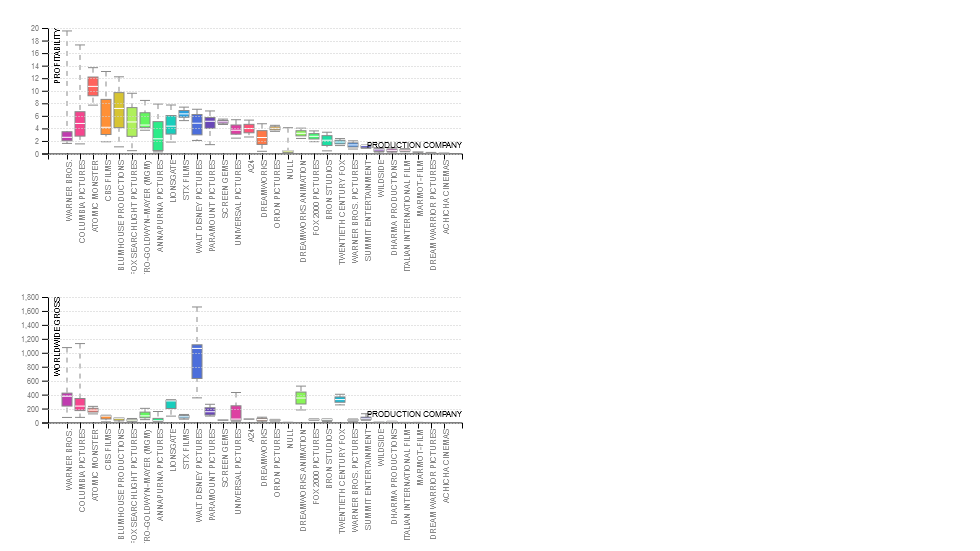 20
18
16
14
12
10
8
6
4
2
0
PROFITABILITY
PRODUCTION COMPANY
WARNER BROS.
COLUMBIA PICTURES
ATOMIC MONSTER
CBS FILMS
BLUMHOUSE PRODUCTIONS
FOX SEARCHLIGHT PICTURES
RO-GOLDWYN-MAYER (MGM)
ANNAPURNA PICTURES
LIONSGATE
STX FILMS
WALT DISNEY PICTURES
PARAMOUNT PICTURES
SCREEN GEMS
UNIVERSAL PICTURES
A24
DREAMWORKS
ORION PICTURES
NULL
DREAMWORKS ANIMATION
FOX 2000 PICTURES
BRON STUDIOS
TWENTIETH CENTURY FOX
WARNER BROS. PICTURES
SUMMIT ENTERTAINMENT
WILDSIDE
DHARMA PRODUCTIONS
ITALIAN INTERNATIONAL FILM
MARMOT-FILM
DREAM WARRIOR PICTURES
ACHICHA CINEMAS
1,800
1,600
1,400
1,200
1,000
800
600
400
200
0
WORLDWIDE GROSS
PRODUCTION COMPANY
WARNER BROS.
COLUMBIA PICTURES
ATOMIC MONSTER
CBS FILMS
BLUMHOUSE PRODUCTIONS
FOX SEARCHLIGHT PICTURES
RO-GOLDWYN-MAYER (MGM)
ANNAPURNA PICTURES
LIONSGATE
STX FILMS
WALT DISNEY PICTURES
PARAMOUNT PICTURES
SCREEN GEMS
UNIVERSAL PICTURES
A24
DREAMWORKS
ORION PICTURES
NULL
DREAMWORKS ANIMATION
FOX 2000 PICTURES
BRON STUDIOS
TWENTIETH CENTURY FOX
WARNER BROS. PICTURES
SUMMIT ENTERTAINMENT
WILDSIDE
DHARMA PRODUCTIONS
ITALIAN INTERNATIONAL FILM
MARMOT-FILM
DREAM WARRIOR PICTURES
ACHICHA CINEMAS